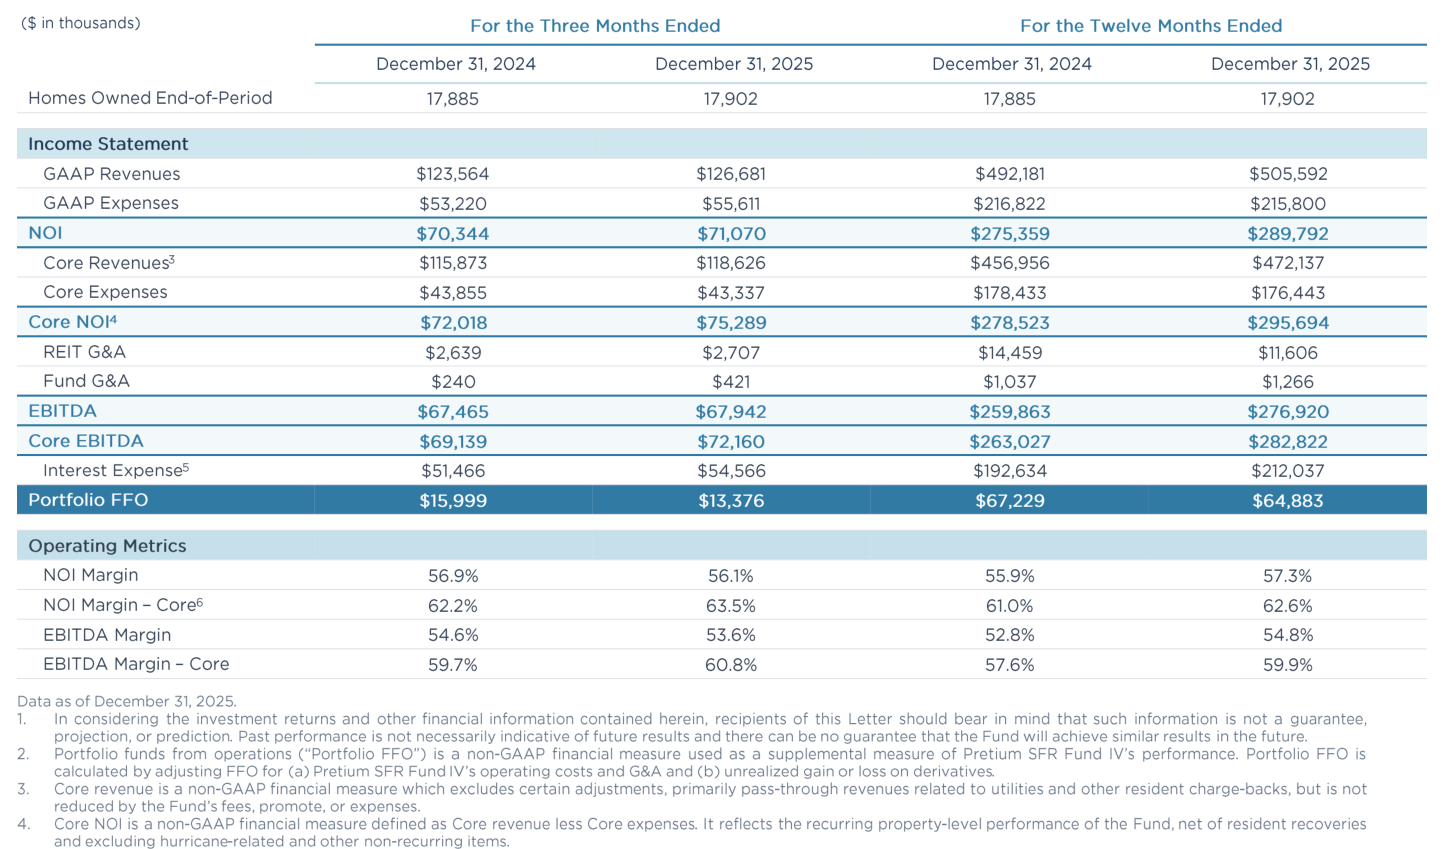 ($ in thousands) For the Three Months Ended For the Twelve Months Ended
December 31, 2024 December 31, 2025 December 31, 2024 December 31, 2025
Homes Owned End-of-Period 17,885 17,902 17,885 17,902
Income Statement
GAAP Revenues $123,564 $126,681 $492,181 $505,592
GAAP Expenses $53,220 $55,611 $216,822 $215,800
NOI $70,344 $71,070 $275,359 $289,792
Core Revenues³ $115,873 $118,626 $456,956 $472,137
Core Expenses $43,855 $43,337 $178,433 $176,443
Core NOI⁴ $72,018 $75,289 $278,523 $295,694
REIT G&A $2,639 $2,707 $14,459 $11,606
Fund G&A $240 $421 $1,037 $1,266
EBITDA $67,465 $67,942 $259,863 $276,920
Core EBITDA $69,139 $72,160 $263,027 $282,822
Interest Expense⁵ $51,466 $54,566 $192,634 $212,037
Portfolio FFO $15,999 $13,376 $67,229 $64,883
Operating Metrics
NOI Margin 56.9% 56.1% 55.9% 57.3%
NOI Margin – Core⁶ 62.2% 63.5% 61.0% 62.6%
EBITDA Margin 54.6% 53.6% 52.8% 54.8%
EBITDA Margin – Core 59.7% 60.8% 57.6% 59.9%
Data as of December 31, 2025.
1. In considering the investment returns and other financial information contained herein, recipients of this Letter should bear in mind that such information is not a guarantee,
projection, or prediction. Past performance is not necessarily indicative of future results and there can be no guarantee that the Fund will achieve similar results in the future.
2. Portfolio funds from operations ("Portfolio FFO") is a non-GAAP financial measure used as a supplemental measure of Pretium SFR Fund IV's performance. Portfolio FFO is
calculated by adjusting FFO for (a) Pretium SFR Fund IV's operating costs and G&A and (b) unrealized gain or loss on derivatives.
3. Core revenue is a non-GAAP financial measure which excludes certain adjustments, primarily pass-through revenues related to utilities and other resident charge-backs, but is not
reduced by the Fund's fees, promote, or expenses.
4. Core NOI is a non-GAAP financial measure defined as Core revenue less Core expenses. It reflects the recurring property-level performance of the Fund, net of resident recoveries
and excluding hurricane-related and other non-recurring items.